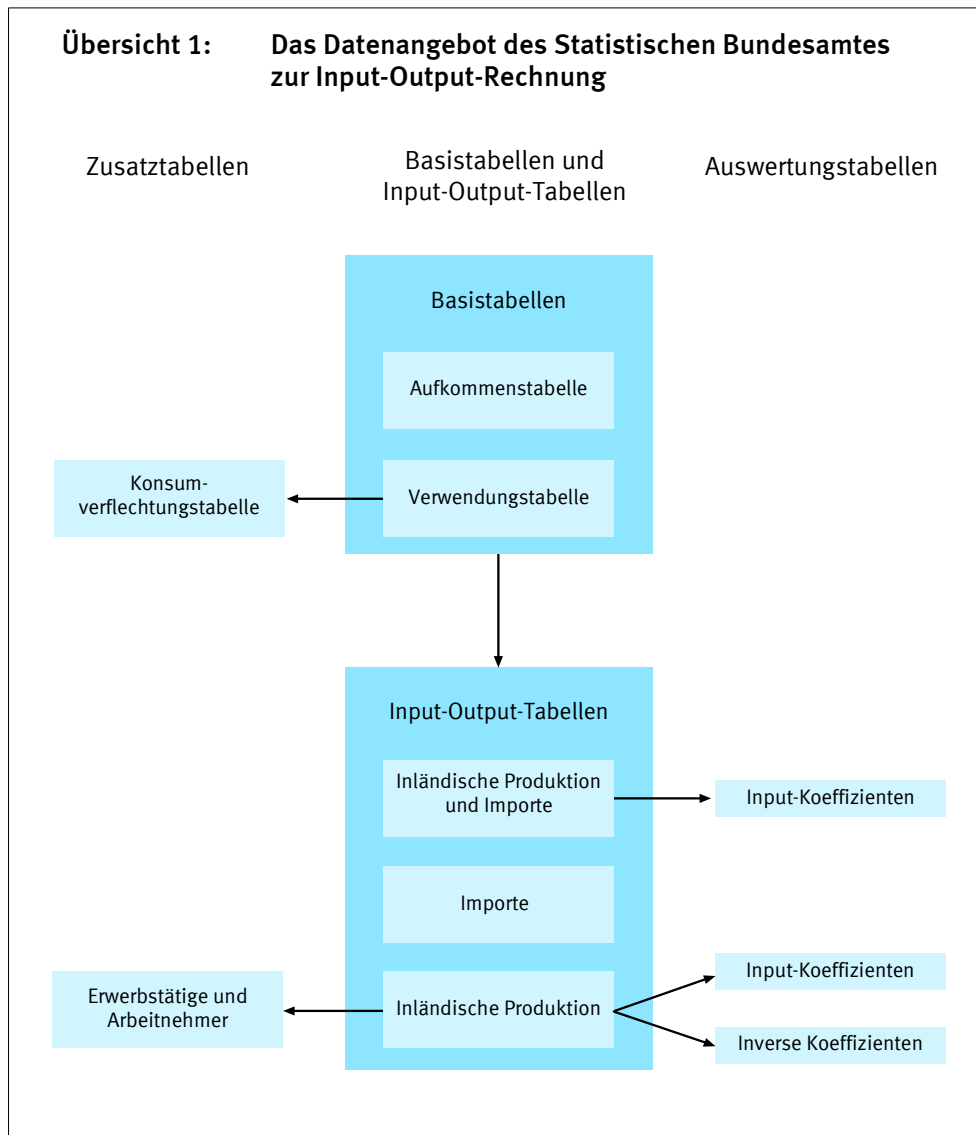 Übersicht 1: Das Datenangebot des Statistischen Bundesamtes
zur Input-Output-Rechnung
Zusatztabellen
Basistabellen und
Input-Output-Tabellen
Auswertungstabellen
Basistabellen
Aufkommenstabelle
Konsum-
verflechtungstabelle
Verwendungstabelle
Input-Output-Tabellen
Inländische Produktion
und Importe
Input-Koeffizienten
Importe
Erwerbstätige und
Arbeitnehmer
Inländische Produktion
Input-Koeffizienten
Inverse Koeffizienten